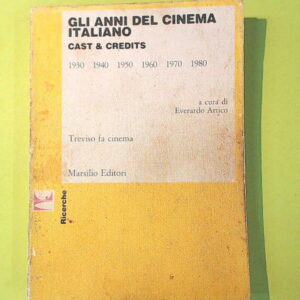 GLI ANNI DEL CINEMA
ITALIANO
CAST & CREDITS
1930 1940 1950 1960 1970 1980
a cura di
Everardo Artico
Treviso fa cinema
Marsilio Editori
Ricerche